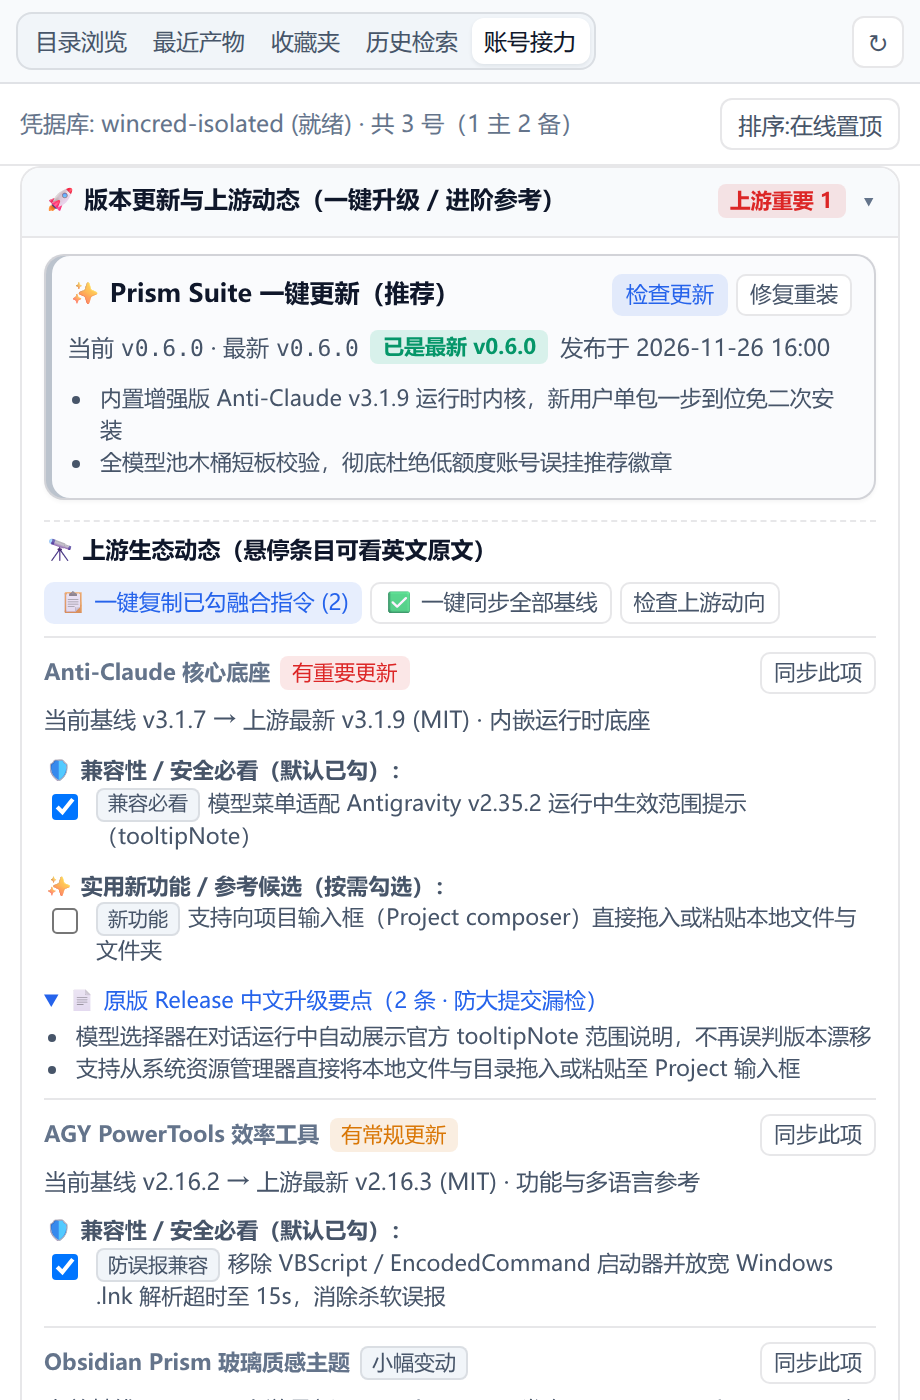 目录浏览 最近产物 收藏夹 历史检索 账号接力 ↻
凭据库: wincred-isolated (就绪) · 共 3 号（1 主 2 备） 排序:在线置顶
🚀 版本更新与上游动态（一键升级 / 进阶参考） 上游重要 1 ▼
✨ Prism Suite 一键更新（推荐） 检查更新 修复重装
当前 v0.6.0 · 最新 v0.6.0 已是最新 v0.6.0 发布于 2026-11-26 16:00
• 内置增强版 Anti-Claude v3.1.9 运行时内核，新用户单包一步到位免二次安
装
• 全模型池木桶短板校验，彻底杜绝低额度账号误挂推荐徽章
🔭 上游生态动态（悬停条目可看英文原文）
📋 一键复制已勾融合指令 (2) ✅ 一键同步全部基线 检查上游动向
Anti-Claude 核心底座 有重要更新 同步此项
当前基线 v3.1.7 → 上游最新 v3.1.9 (MIT) · 内嵌运行时底座
🛡️ 兼容性 / 安全必看（默认已勾）:
兼容必看 模型菜单适配 Antigravity v2.35.2 运行中生效范围提示
（tooltipNote）
✨ 实用新功能 / 参考候选（按需勾选）:
新功能 支持向项目输入框（Project composer）直接拖入或粘贴本地文件与
文件夹
▼ 📄 原版 Release 中文升级要点（2 条 · 防大提交漏检）
• 模型选择器在对话运行中自动展示官方 tooltipNote 范围说明，不再误判版本漂移
• 支持从系统资源管理器直接将本地文件与目录拖入或粘贴至 Project 输入框
AGY PowerTools 效率工具 有常规更新 同步此项
当前基线 v2.16.2 → 上游最新 v2.16.3 (MIT) · 功能与多语言参考
🛡️ 兼容性 / 安全必看（默认已勾）:
防误报兼容 移除 VBScript / EncodedCommand 启动器并放宽 Windows
.lnk 解析超时至 15s，消除杀软误报
Obsidian Prism 玻璃质感主题 小幅变动 同步此项